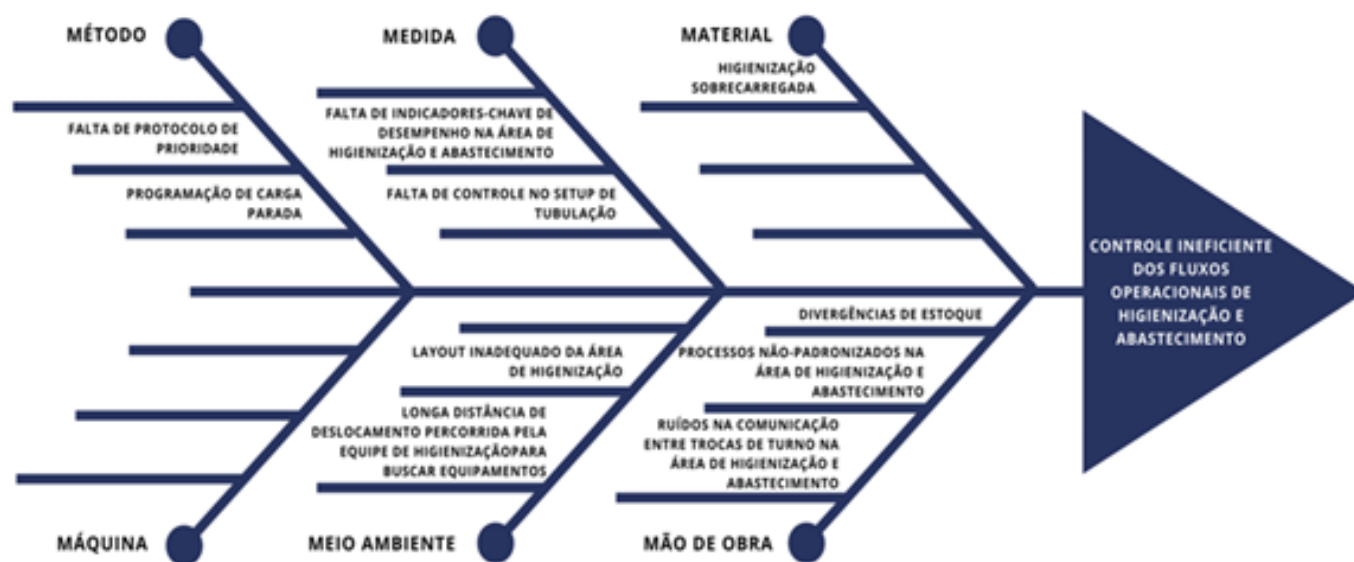 MÉTODO
FALTA DE PROTOCOLO DE
PRIORIDADE
PROGRAMAÇÃO DE CARGA
PARADA
MEDIDA
FALTA DE INDICADORES-CHAVE DE
DESEMPENHO NA ÁREA DE
HIGIENIZAÇÃO E ABASTECIMENTO
FALTA DE CONTROLE NO SETUP DE
TUBULAÇÃO
MATERIAL
HIGIENIZAÇÃO
SOBRECARREGADA
CONTROLE INEFICIENTE
DOS FLUXOS
OPERACIONAIS DE
HIGIENIZAÇÃO E
ABASTECIMENTO
MÁQUINA
LAYOUT INADEQUADO DA ÁREA
DE HIGENIZAÇÃO
LONGA DISTÂNCIA DE
DESLOCAMENTO PERCORRIDA PELA
EQUIPE DE HIGIENIZAÇÃOPARA
BUSCAR EQUIPAMENTOS
MEIO AMBIENTE
DIVERGÊNCIAS DE ESTOQUE
PROCESSOS NÃO-PADRONIZADOS NA
ÁREA DE HIGIENIZAÇÃO E
ABASTECIMENTO
RUÍDOS NA COMUNICAÇÃO
ENTRE TROCAS DE TURNO NA
ÁREA DE HIGIENIZAÇÃO E
ABASTECIMENTO
MÃO DE OBRA